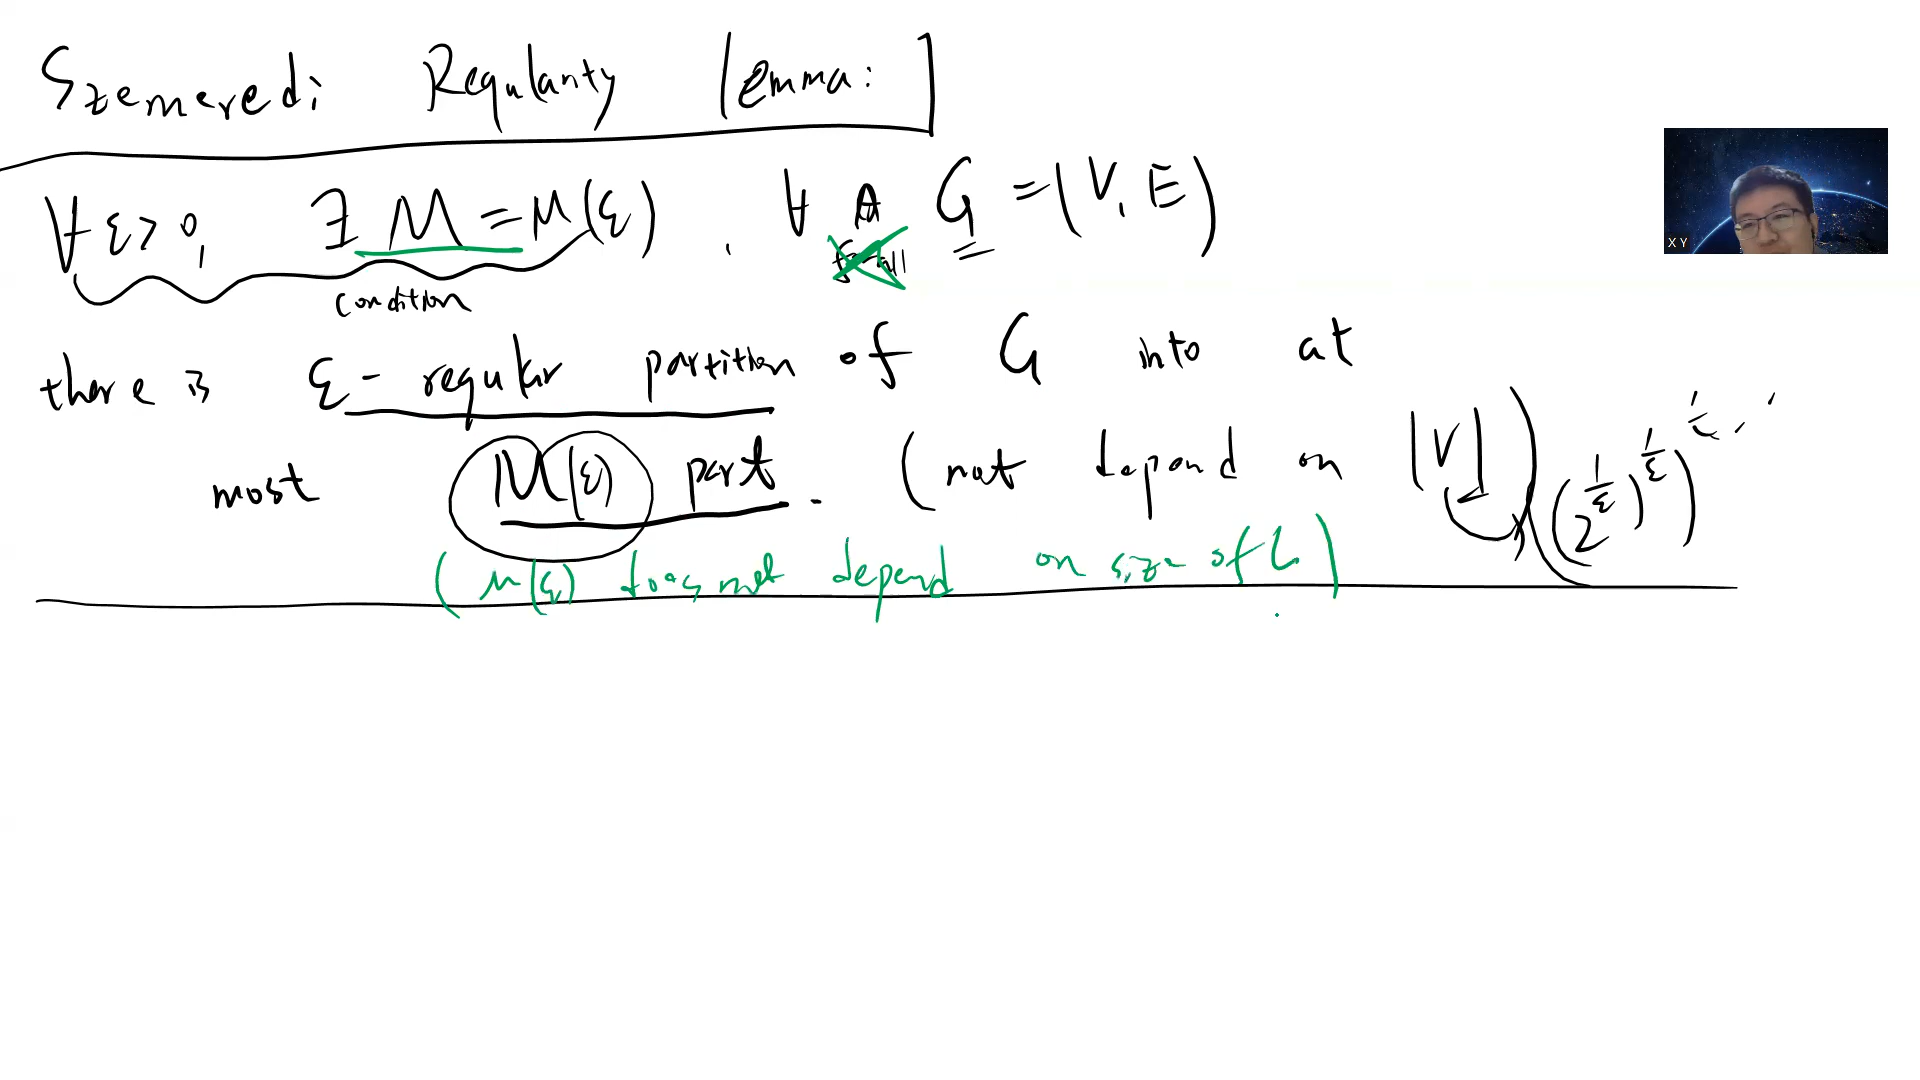 Szemeredi Regularity Lemma:
∀ ε>0, ∃ M = M(ε), ∀ G = (V, E)
condition
there is ε-regular partition of G into at
most M(ε) part. (not depend on |V|) ((2^{1/ε})^{1/ε})^{1/ε}...
(M(ε) does not depend on size of G)
X Y